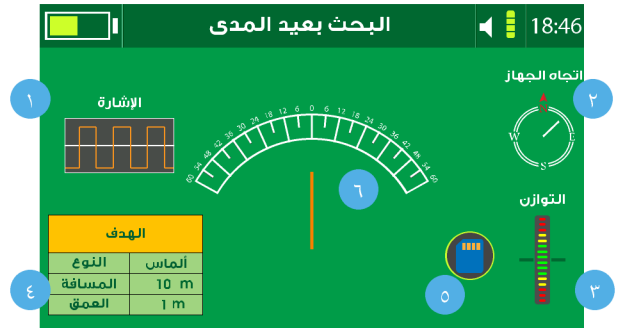 البحث بعيد المدى
18:46
١
الإشارة
اتجاه الجهاز
٢
N
W
E
S
60 54 48 42 36 30 24 18 12 6 0 6 12 18 24 30 36 42 48 54 60
٦
التوازن
الهدف
النوع ألماس
المسافة 10 m
العمق 1 m
٤
٥
٣